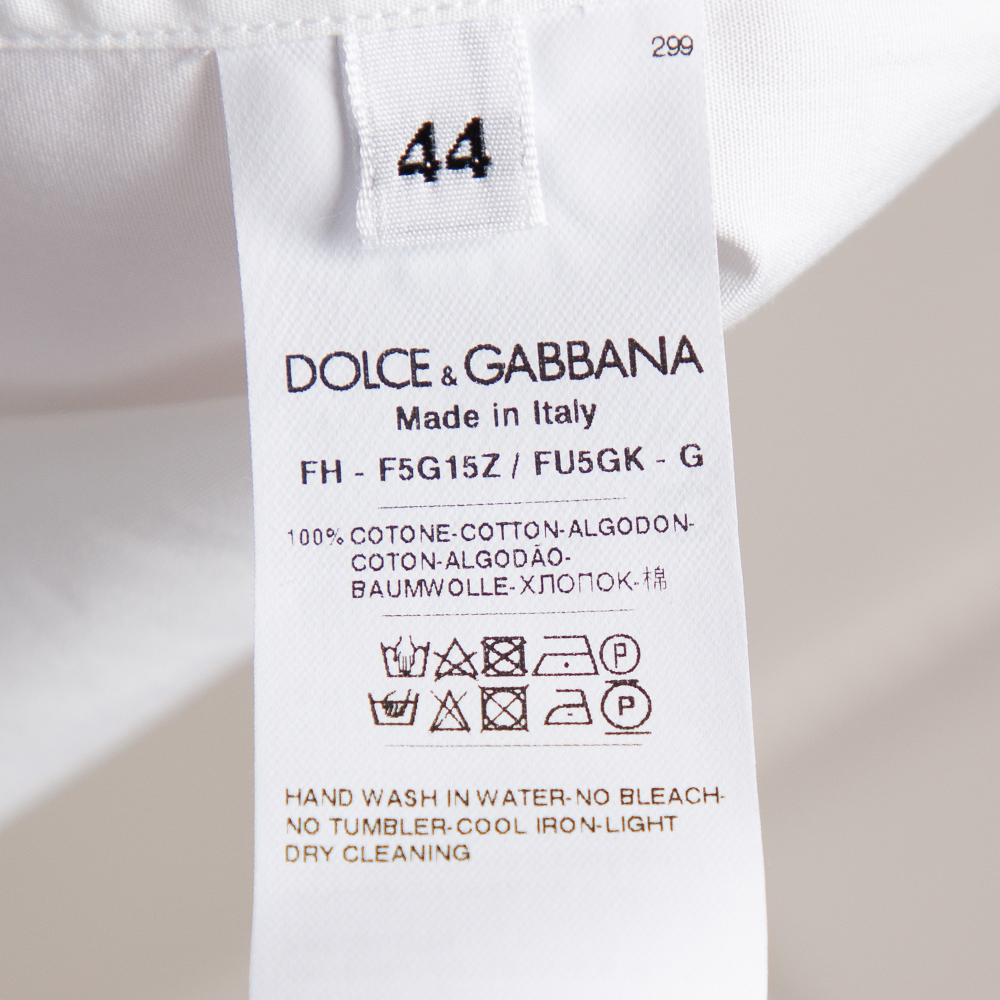 299
44
DOLCE & GABBANA
Made in Italy
FH - F5G15Z / FU5GK - G
100% COTONE-COTTON-ALGODON-
COTON-ALGODÃO-
BAUMWOLLE-ХЛОПОК-棉
P
P
HAND WASH IN WATER-NO BLEACH-
NO TUMBLER-COOL IRON-LIGHT
DRY CLEANING